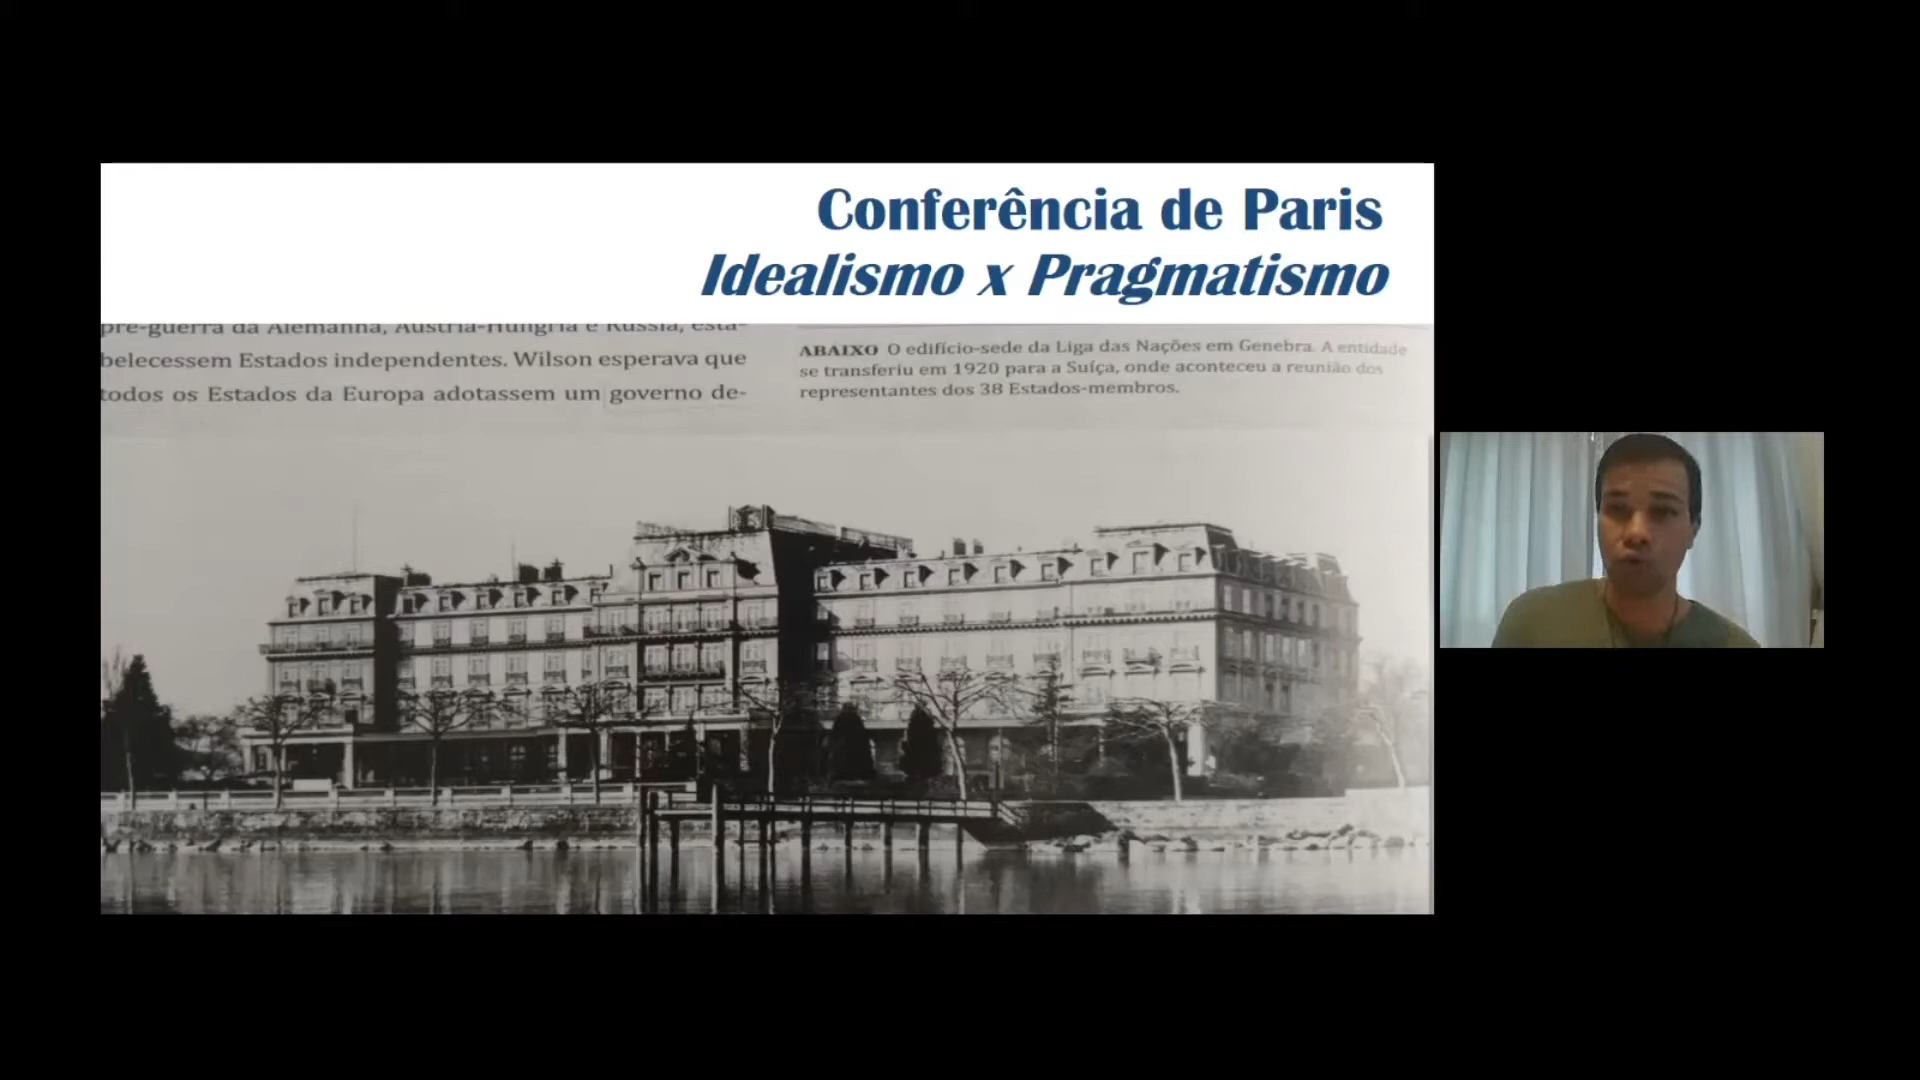 Conferência de Paris
Idealismo x Pragmatismo
pré-guerra da Alemanha, Áustria-Hungria e Rússia, esta-
belecessem Estados independentes. Wilson esperava que
todos os Estados da Europa adotassem um governo de-
ABAIXO O edifício-sede da Liga das Nações em Genebra. A entidade
se transferiu em 1920 para a Suíça, onde aconteceu a reunião dos
representantes dos 38 Estados-membros.